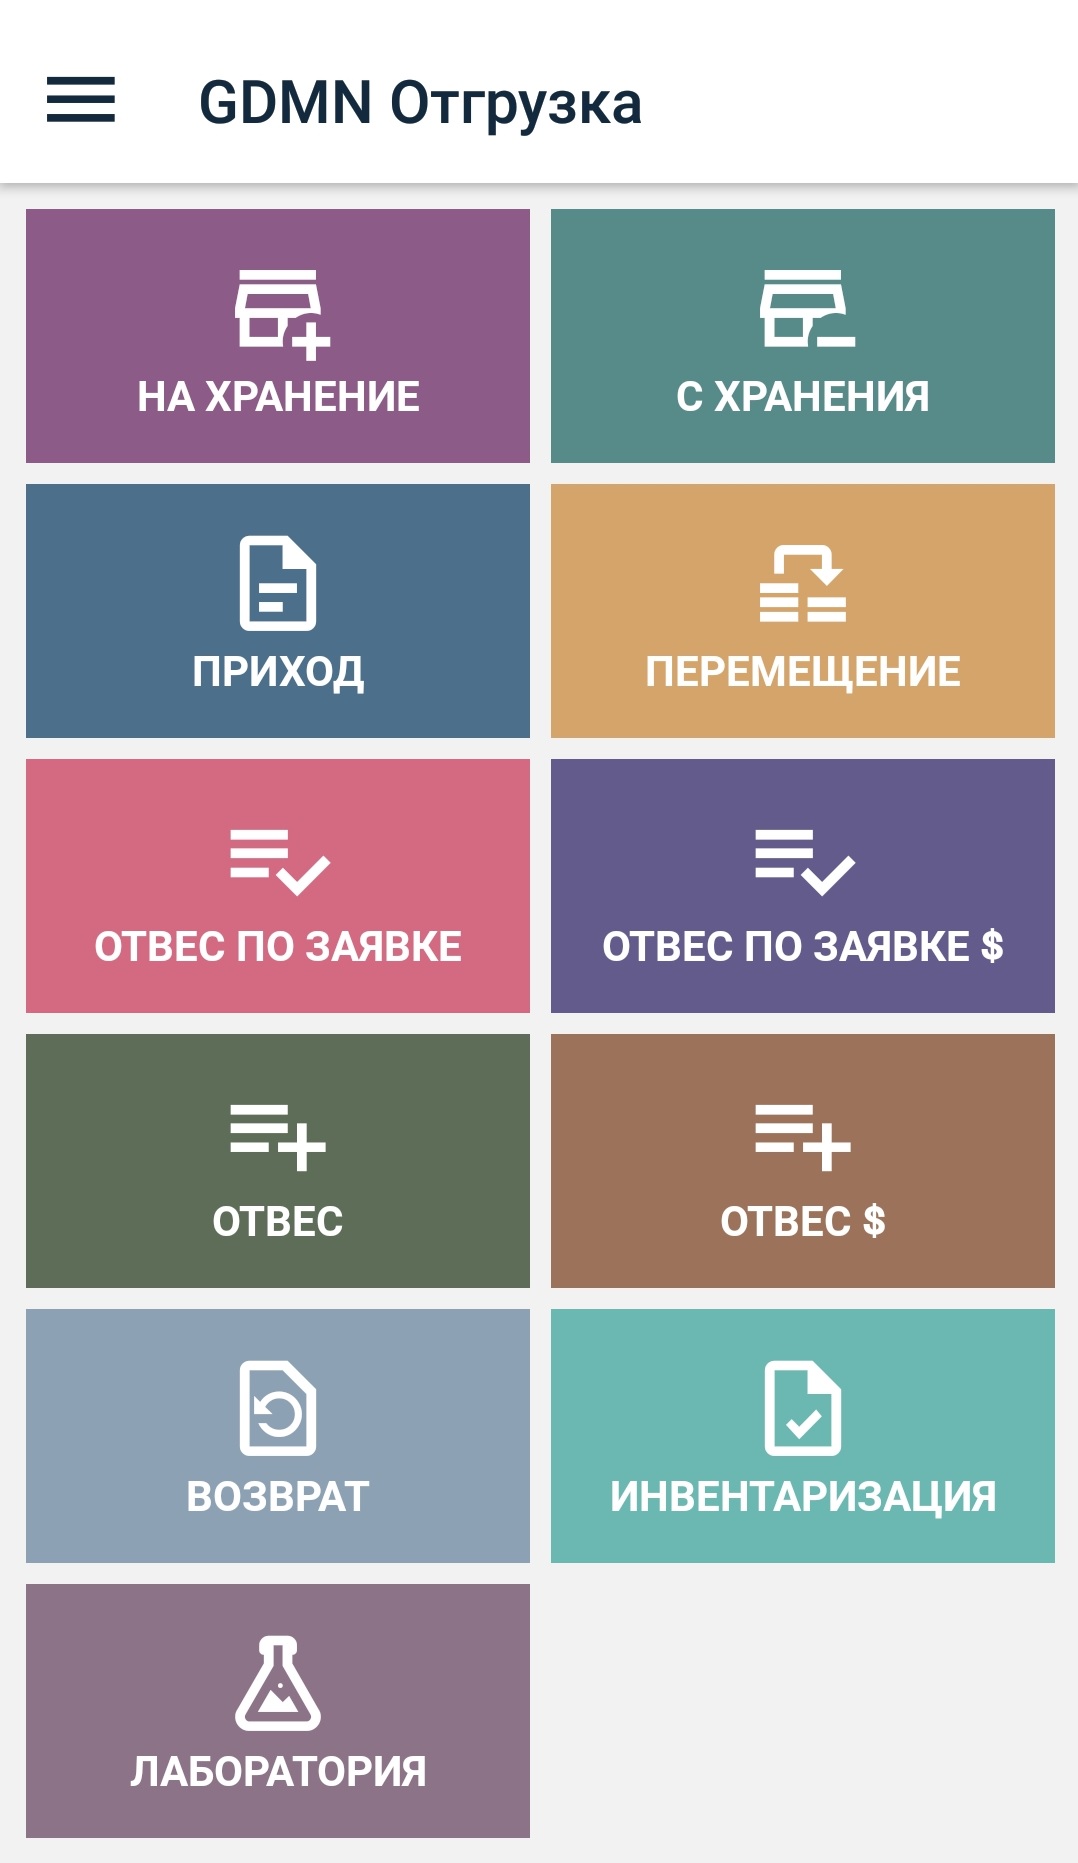 GDMN Отгрузка
НА ХРАНЕНИЕ
С ХРАНЕНИЯ
ПРИХОД
ПЕРЕМЕЩЕНИЕ
ОТВЕС ПО ЗАЯВКЕ
ОТВЕС ПО ЗАЯВКЕ $
ОТВЕС
ОТВЕС $
ВОЗВРАТ
ИНВЕНТАРИЗАЦИЯ
ЛАБОРАТОРИЯ